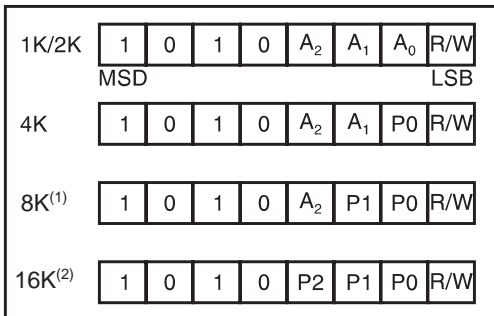 1K/2K 1 0 1 0 A₂ A₁ A₀ R/W
MSD LSB
4K 1 0 1 0 A₂ A₁ P0 R/W
8K⁽¹⁾ 1 0 1 0 A₂ P1 P0 R/W
16K⁽²⁾ 1 0 1 0 P2 P1 P0 R/W